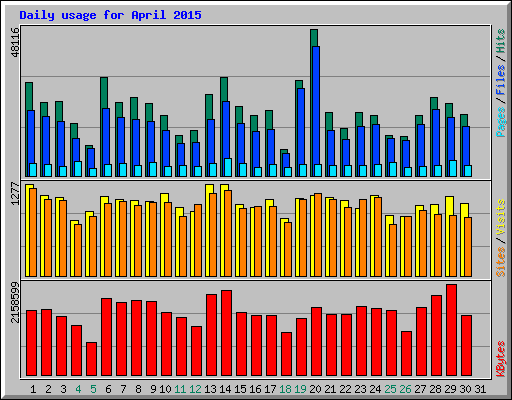 Daily usage for April 2015
48116
Pages / Files / Hits
1277
Sites / Visits
2158599
KBytes
1 2 3 4 5 6 7 8 9 10 11 12 13 14 15 16 17 18 19 20 21 22 23 24 25 26 27 28 29 30 31